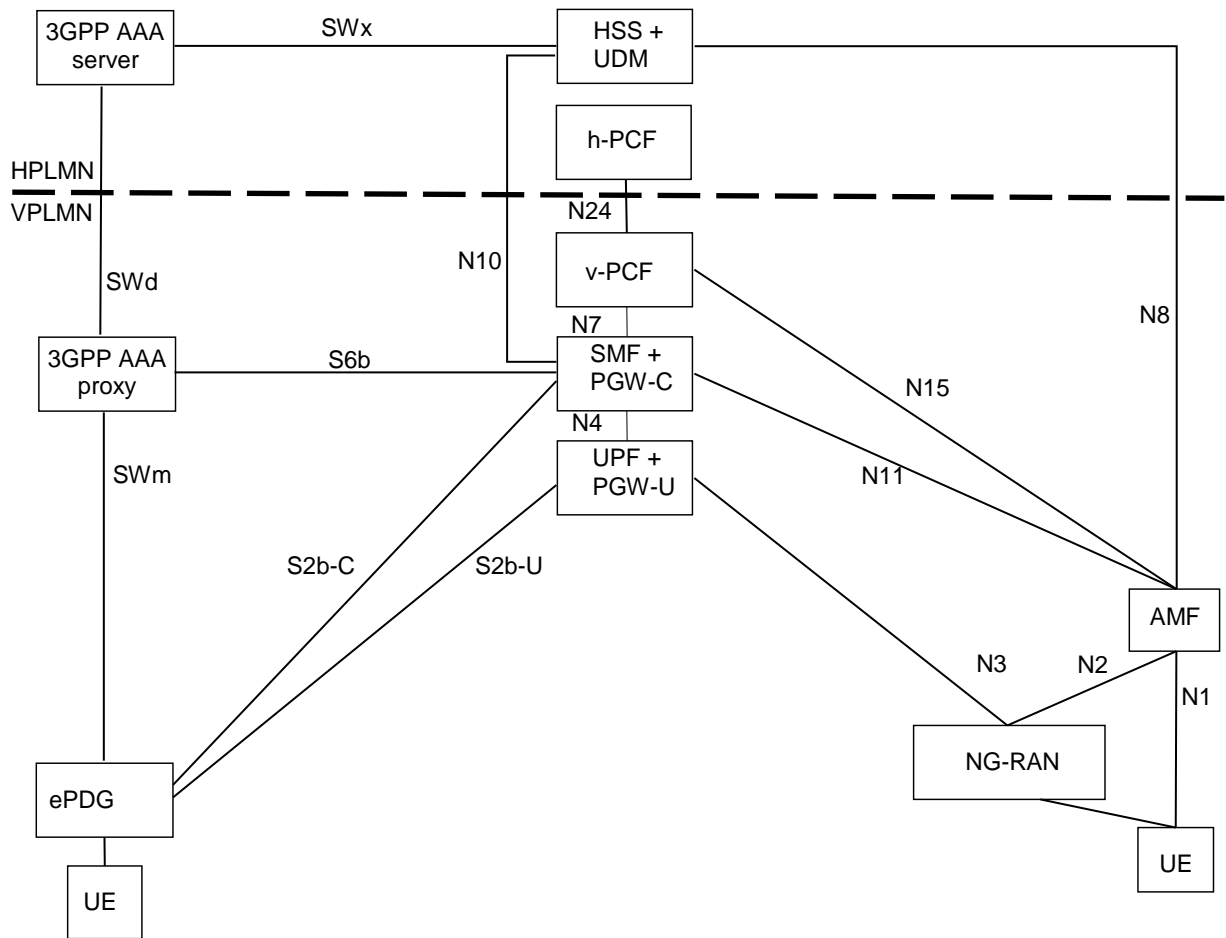 3GPP AAA
server
SWx
HSS +
UDM
h-PCF
HPLMN
VPLMN
N24
N10
v-PCF
SWd
N8
N7
3GPP AAA
proxy
S6b
SMF +
PGW-C
N15
N4
SWm
UPF +
PGW-U
N11
S2b-C
S2b-U
AMF
N3
N2
N1
NG-RAN
ePDG
UE
UE